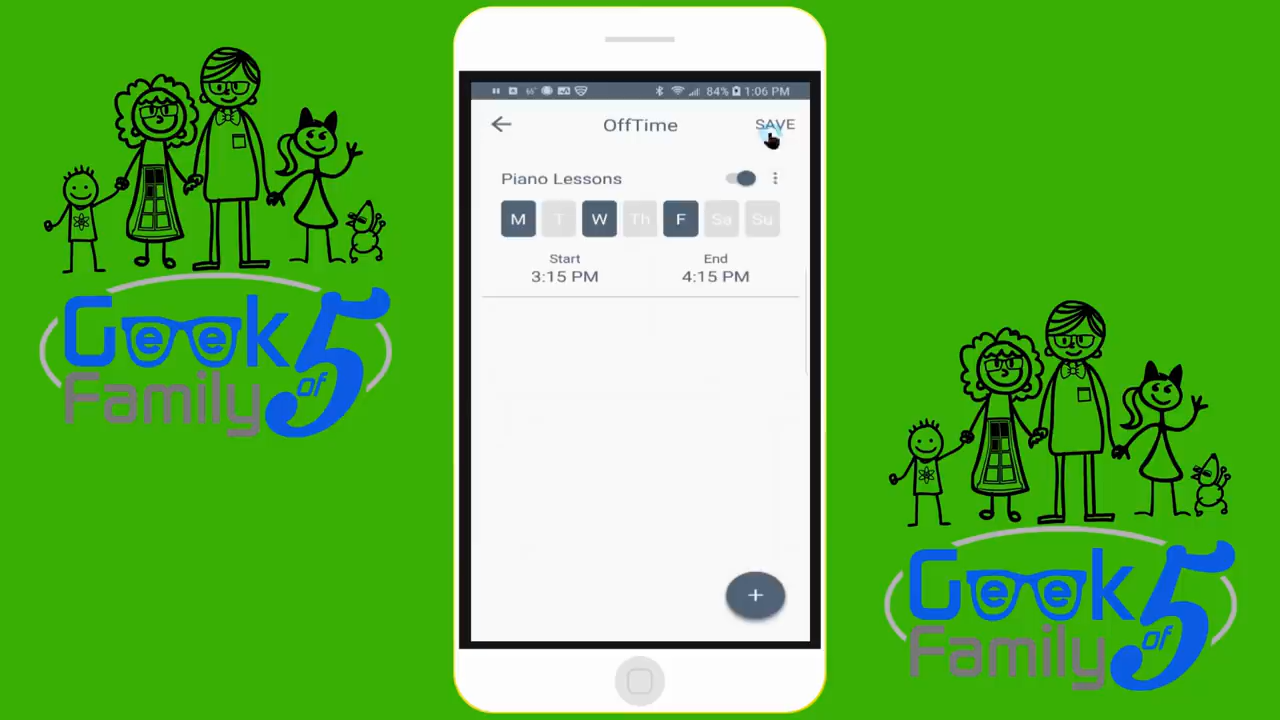 84% 1:06 PM
OffTime SAVE
Piano Lessons
M T W Th F Sa Su
Start End
3:15 PM 4:15 PM
+
Geek
Family of 5
Geek
Family of 5